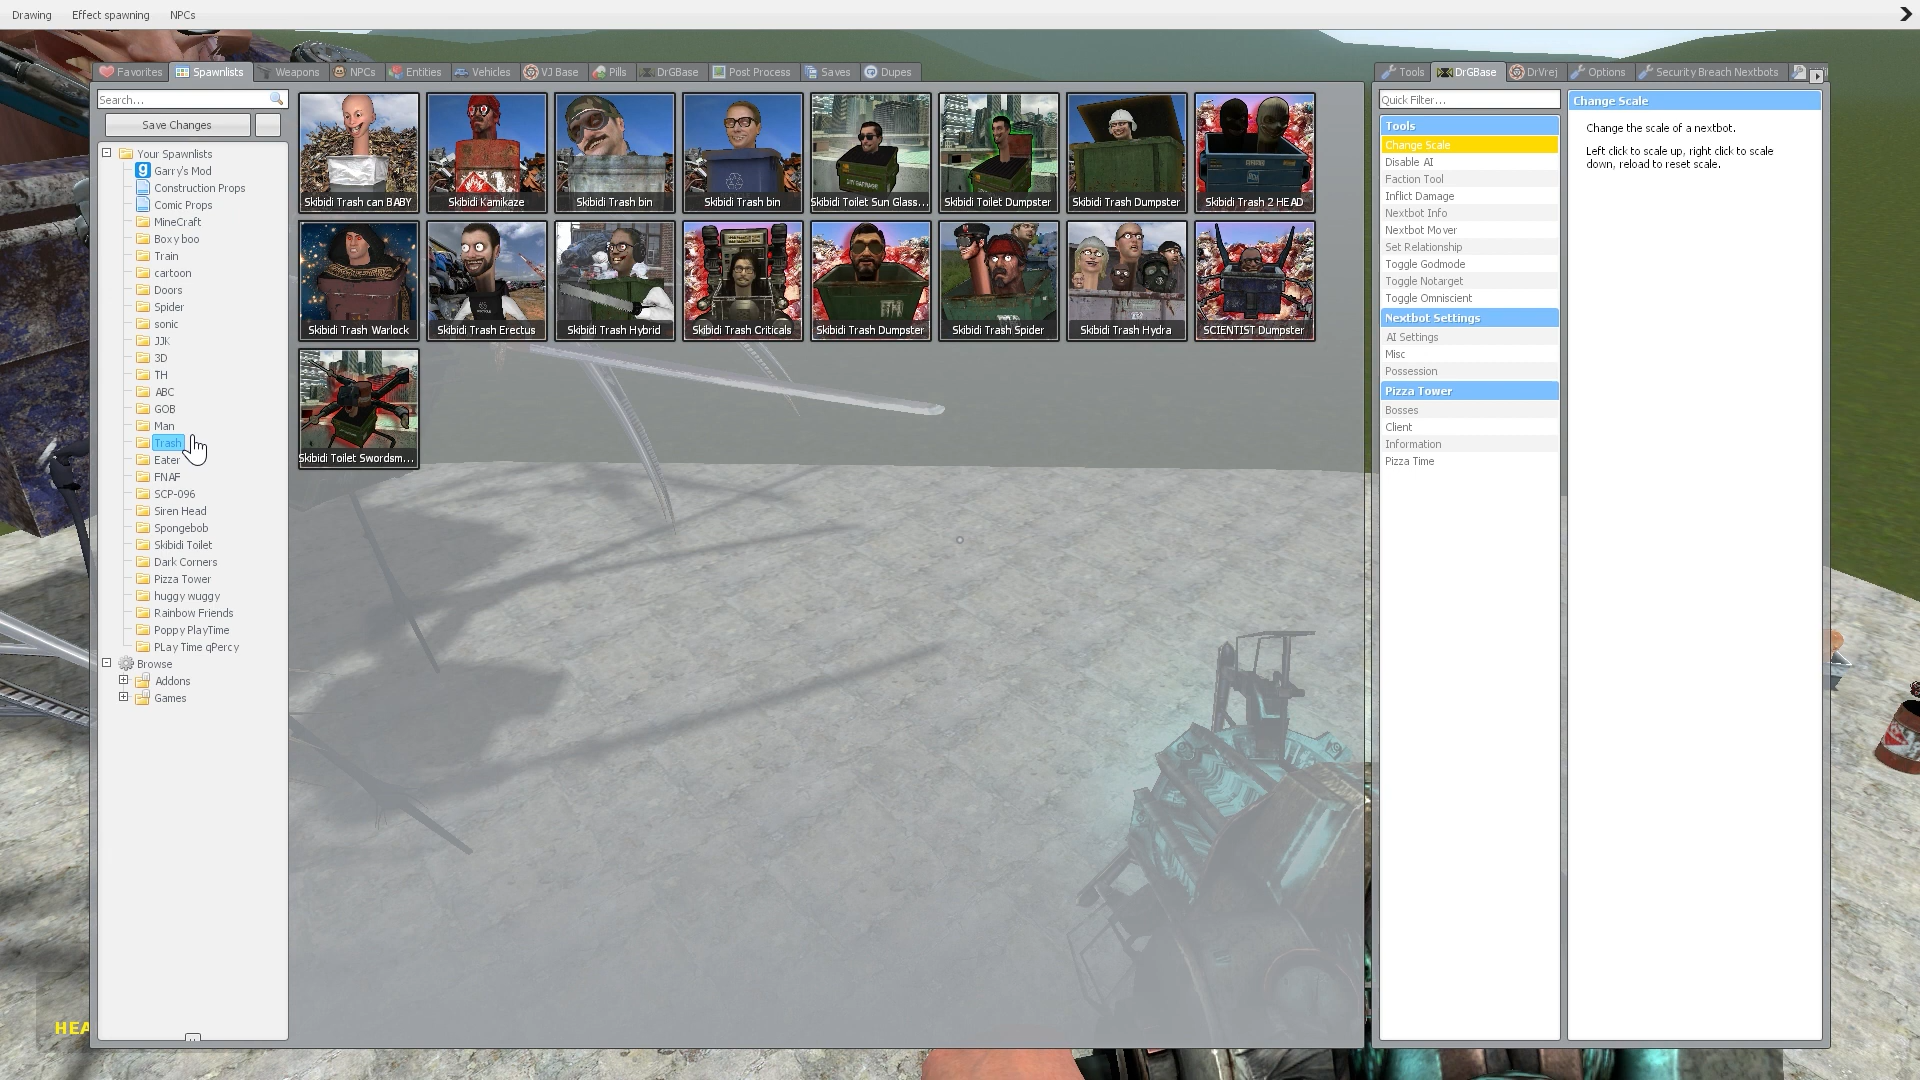 Drawing Effect spawning NPCs
Favorites Spawnlists Weapons NPCs Entities Vehicles VJ Base Pills DrGBase Post Process Saves Dupes
Tools DrGBase DrVrej Options Security Breach Nextbots
Search...
Save Changes
Your Spawnlists
Garry's Mod
Construction Props
Comic Props
MineCraft
Boxy boo
Train
cartoon
Doors
Spider
sonic
JJK
3D
TH
ABC
GOB
Man
Trash
Eater
FNAF
SCP-096
Siren Head
Spongebob
Skibidi Toilet
Dark Corners
Pizza Tower
huggy wuggy
Rainbow Friends
Poppy PlayTime
PLay Time qPercy
Browse
Addons
Games
Skibidi Trash can BABY
Skibidi Kamikaze
Skibidi Trash bin
Skibidi Trash bin
Skibidi Toilet Sun Glass...
Skibidi Toilet Dumpster
Skibidi Trash Dumpster
Skibidi Trash 2 HEAD
Skibidi Trash Warlock
Skibidi Trash Erectus
Skibidi Trash Hybrid
Skibidi Trash Criticals
Skibidi Trash Dumpster
Skibidi Trash Spider
Skibidi Trash Hydra
SCIENTIST Dumpster
Skibidi Toilet Swordsm...
Quick Filter...
Tools
Change Scale
Disable AI
Faction Tool
Inflict Damage
Nextbot Info
Nextbot Mover
Set Relationship
Toggle Godmode
Toggle Notarget
Toggle Omniscient
Nextbot Settings
AI Settings
Misc
Possession
Pizza Tower
Bosses
Client
Information
Pizza Time
Change Scale
Change the scale of a nextbot.
Left click to scale up, right click to scale
down, reload to reset scale.
HEA